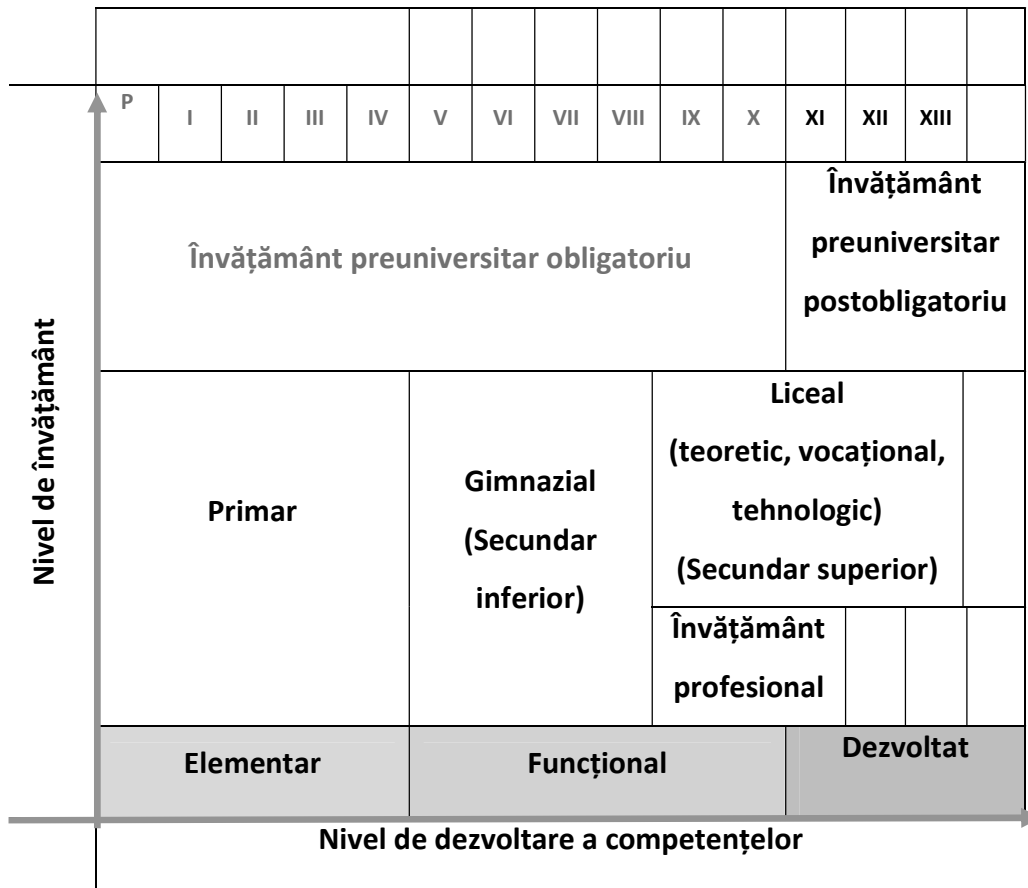 P I II III IV V VI VII VIII IX X XI XII XIII
Învățământ preuniversitar obligatoriu
Învățământ
preuniversitar
postobligatoriu
Nivel de învățământ
Primar
Gimnazial
(Secundar
inferior)
Liceal
(teoretic, vocațional,
tehnologic)
(Secundar superior)
Învățământ
profesional
Elementar
Funcțional
Dezvoltat
Nivel de dezvoltare a competențelor